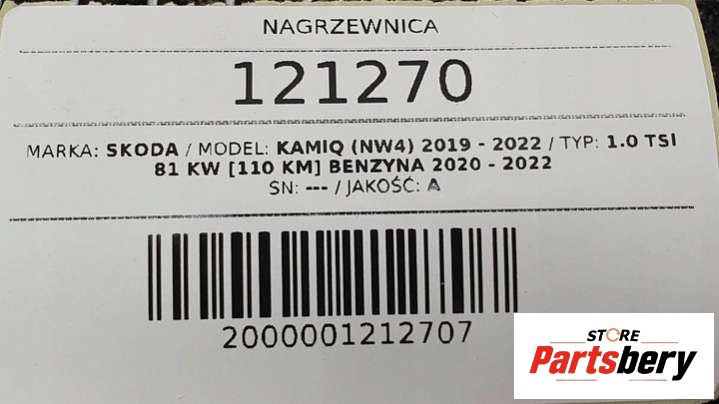 NAGRZEWNICA
121270
MARKA: SKODA / MODEL: KAMIQ (NW4) 2019 - 2022 / TYP: 1.0 TSI
81 KW [110 KM] BENZYNA 2020 - 2022
SN: --- / JAKOŚĆ: A
2000001212707
STORE
Partsbery